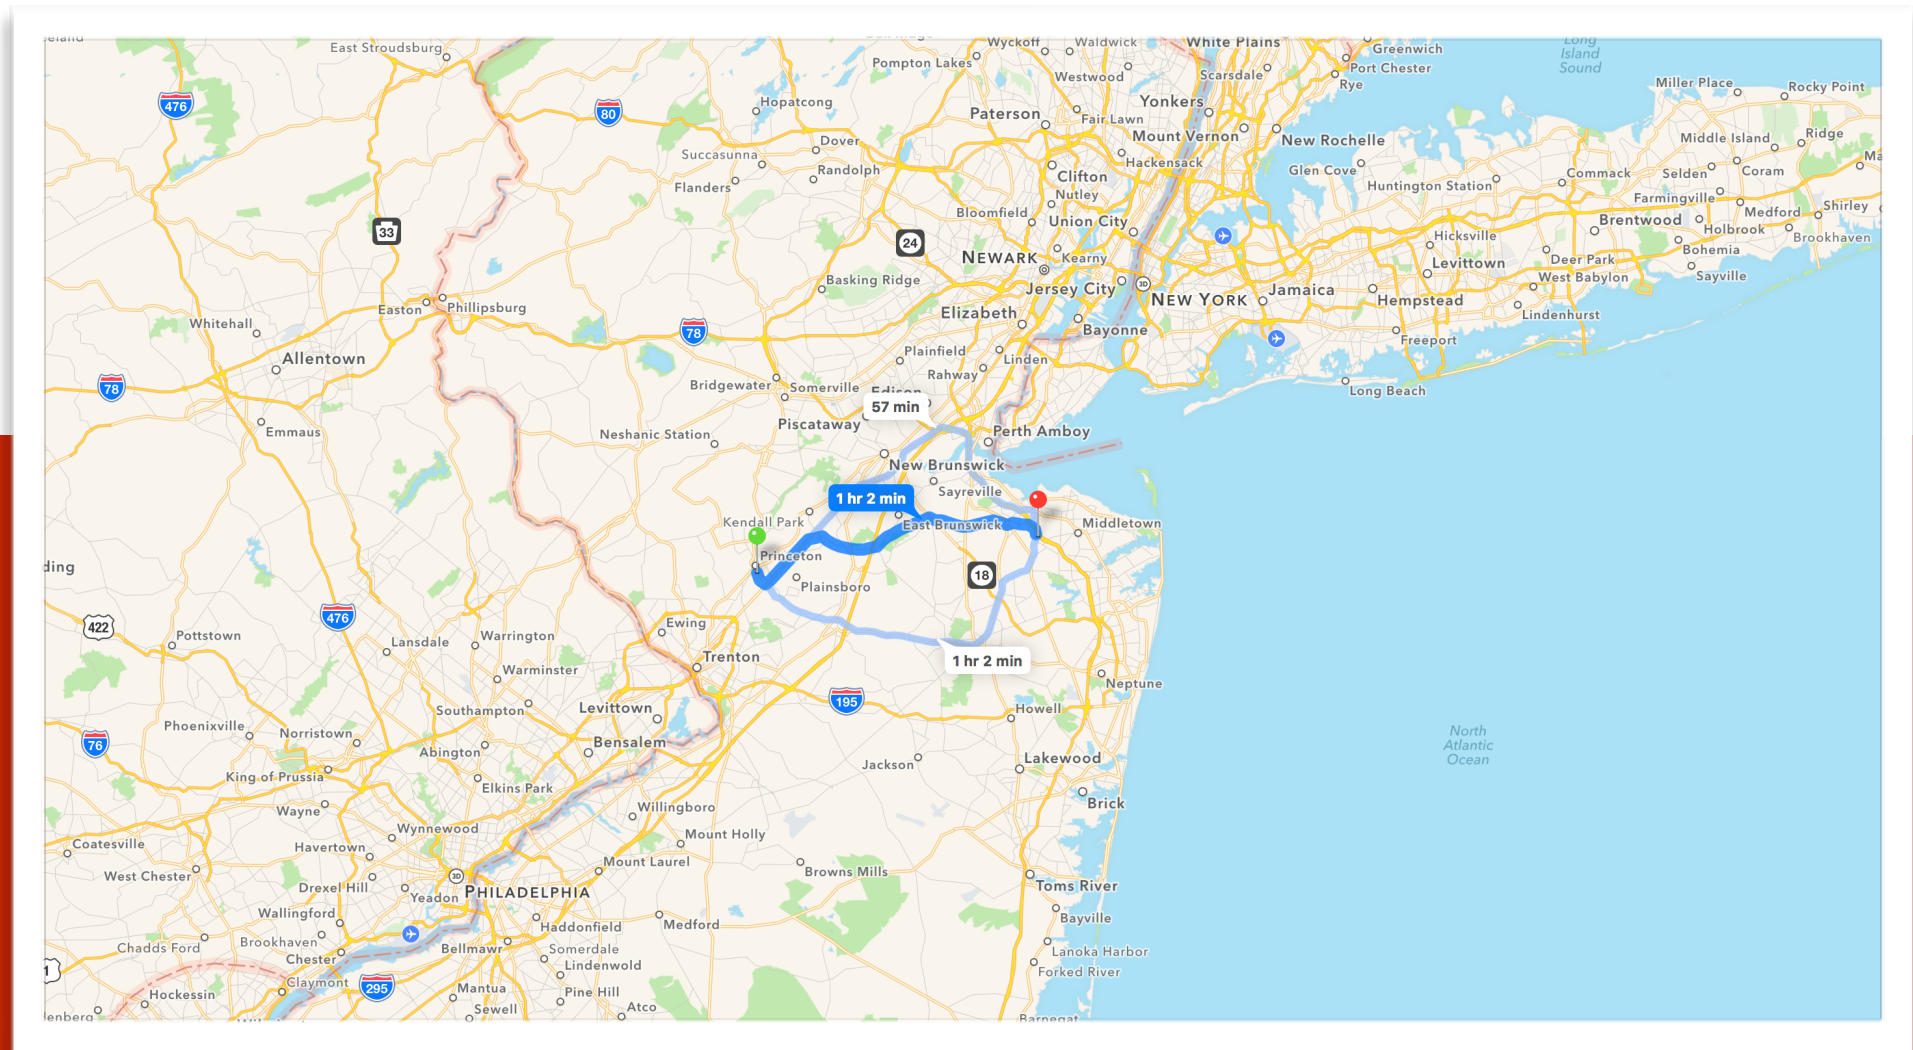 East Stroudsburg
Wyckoff
Waldwick
White Plains
Greenwich
Long
Island
Sound
Pompton Lakes
Westwood
Scarsdale
Port Chester
Rye
Miller Place
Rocky Point
476
80
Hopatcong
Paterson
Fair Lawn
Yonkers
Mount Vernon
New Rochelle
Middle Island
Ridge
Dover
Succasunna
Randolph
Flanders
Hackensack
Clifton
Nutley
Glen Cove
Huntington Station
Commack
Selden
Coram
Ma
Bloomfield
Union City
Farmingville
Medford
Shirley
Brentwood
Holbrook
Brookhaven
33
24
Newark
Kearny
Hicksville
Levittown
Deer Park
Bohemia
West Babylon
Sayville
Basking Ridge
Jersey City
3D
New York
Jamaica
Hempstead
Lindenhurst
Easton
Phillipsburg
Elizabeth
Bayonne
Freeport
Whitehall
Allentown
78
78
Plainfield
Linden
Rahway
Bridgewater
Somerville
Edison
Long Beach
57 min
Emmaus
Neshanic Station
Piscataway
Perth Amboy
New Brunswick
Sayreville
1 hr 2 min
Kendall Park
East Brunswick
Middletown
Princeton
Plainsboro
18
ding
422
476
Pottstown
Lansdale
Warrington
Warminster
Ewing
Trenton
1 hr 2 min
Neptune
195
Howell
Southampton
Levittown
Phoenixville
Norristown
76
Abington
Bensalem
King of Prussia
Elkins Park
Jackson
Lakewood
North
Atlantic
Ocean
Wayne
Willingboro
Brick
Wynnewood
Mount Holly
Coatesville
Havertown
Mount Laurel
Browns Mills
West Chester
Drexel Hill
3D
Yeadon
Philadelphia
Toms River
Wallingford
Haddonfield
Medford
Bayville
Chadds Ford
Brookhaven
Bellmawr
Somerdale
Lanoka Harbor
Chester
Lindenwold
Forked River
1
Claymont
295
Hockessin
Mantua
Pine Hill
Sewell
Atco
lenberg
Barnegat